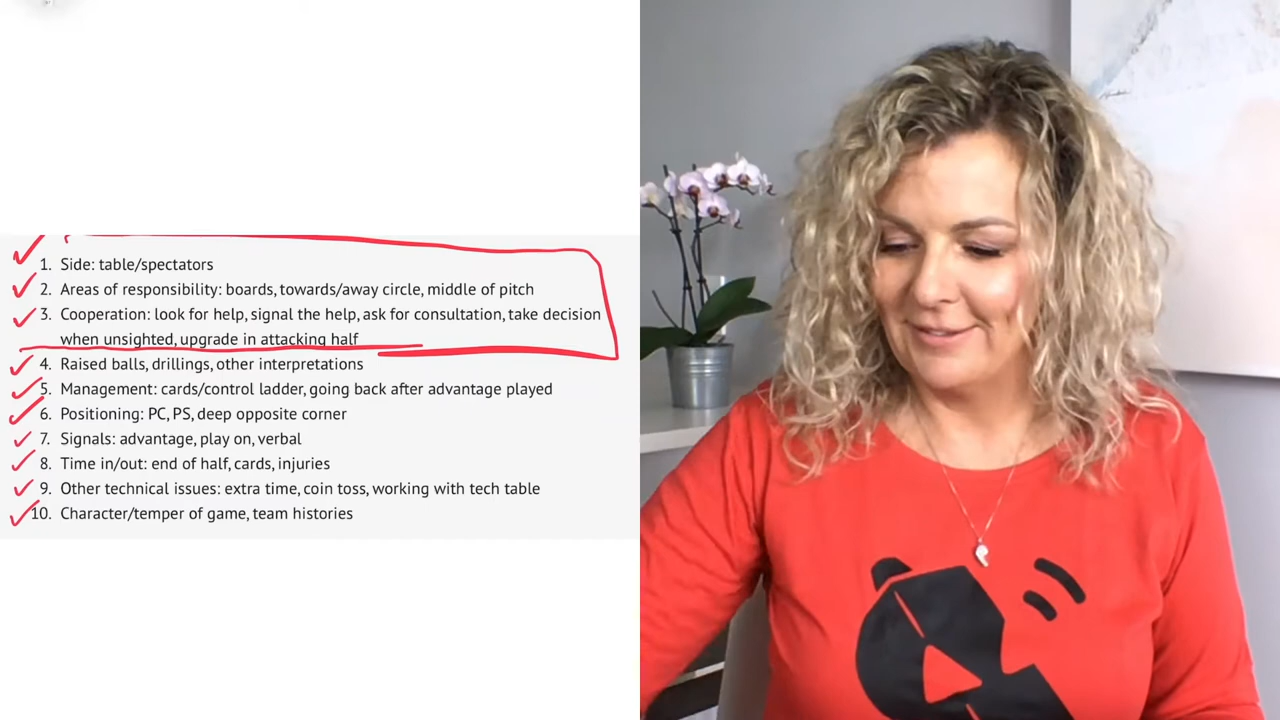 1. Side: table/spectators
2. Areas of responsibility: boards, towards/away circle, middle of pitch
3. Cooperation: look for help, signal the help, ask for consultation, take decision
when unsighted, upgrade in attacking half
4. Raised balls, drillings, other interpretations
5. Management: cards/control ladder, going back after advantage played
6. Positioning: PC, PS, deep opposite corner
7. Signals: advantage, play on, verbal
8. Time in/out: end of half, cards, injuries
9. Other technical issues: extra time, coin toss, working with tech table
10. Character/temper of game, team histories